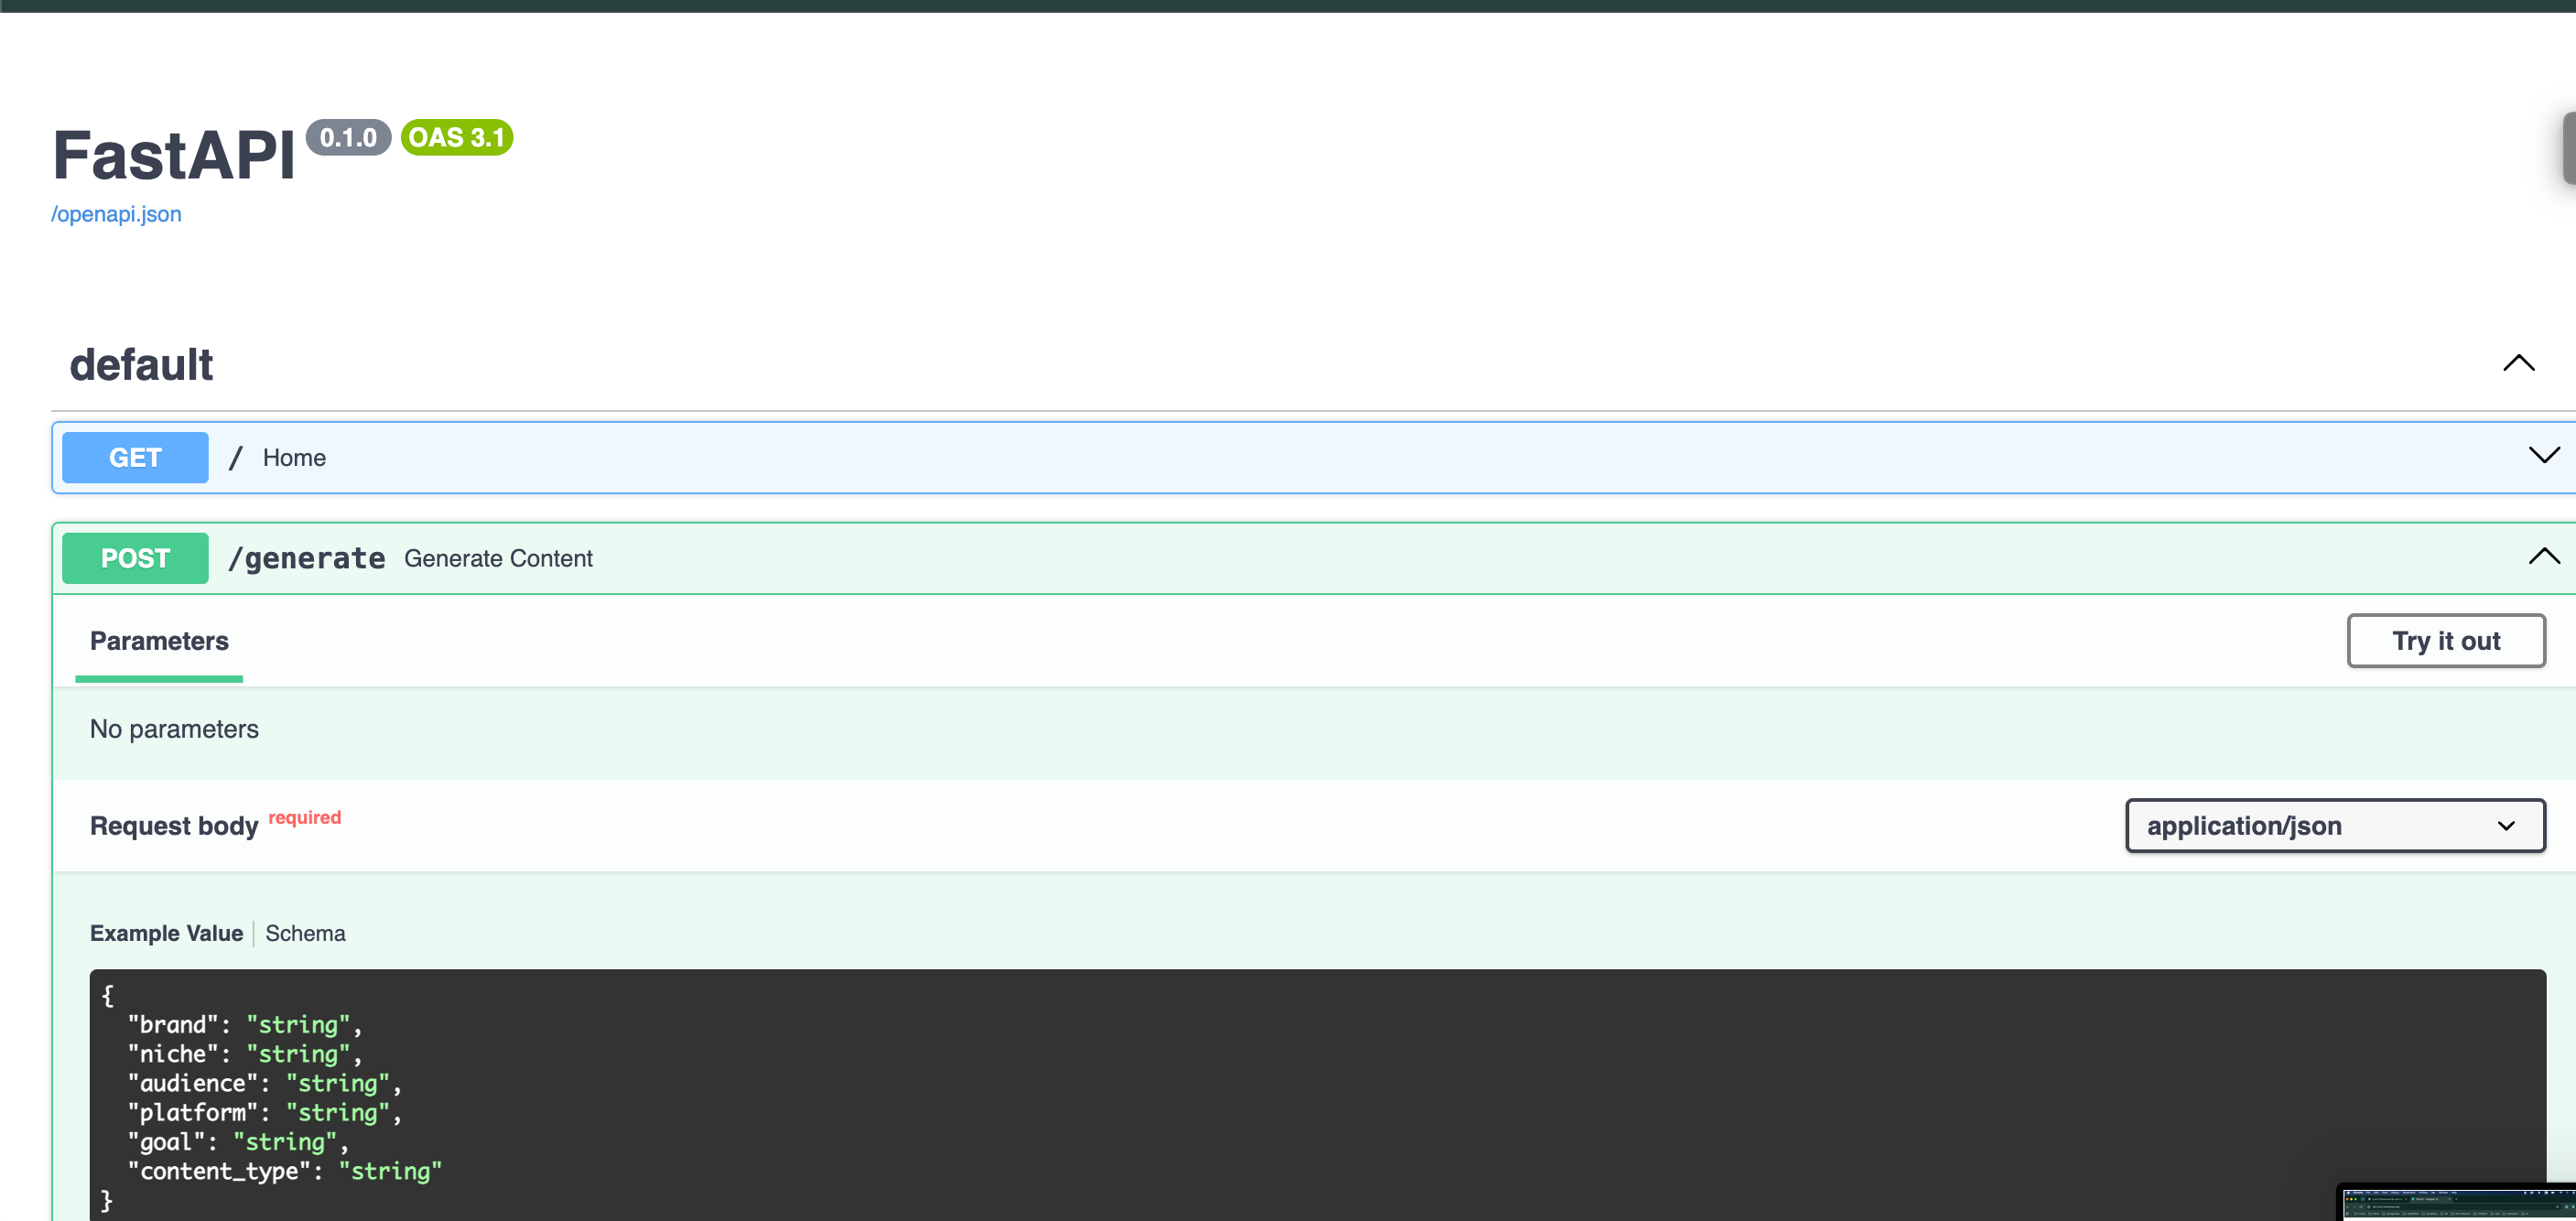 FastAPI 0.1.0 OAS 3.1
/openapi.json
default
GET / Home
POST /generate Generate Content
Parameters
Try it out
No parameters
Request body required
application/json
Example Value Schema
{
"brand": "string",
"niche": "string",
"audience": "string",
"platform": "string",
"goal": "string",
"content_type": "string"
}